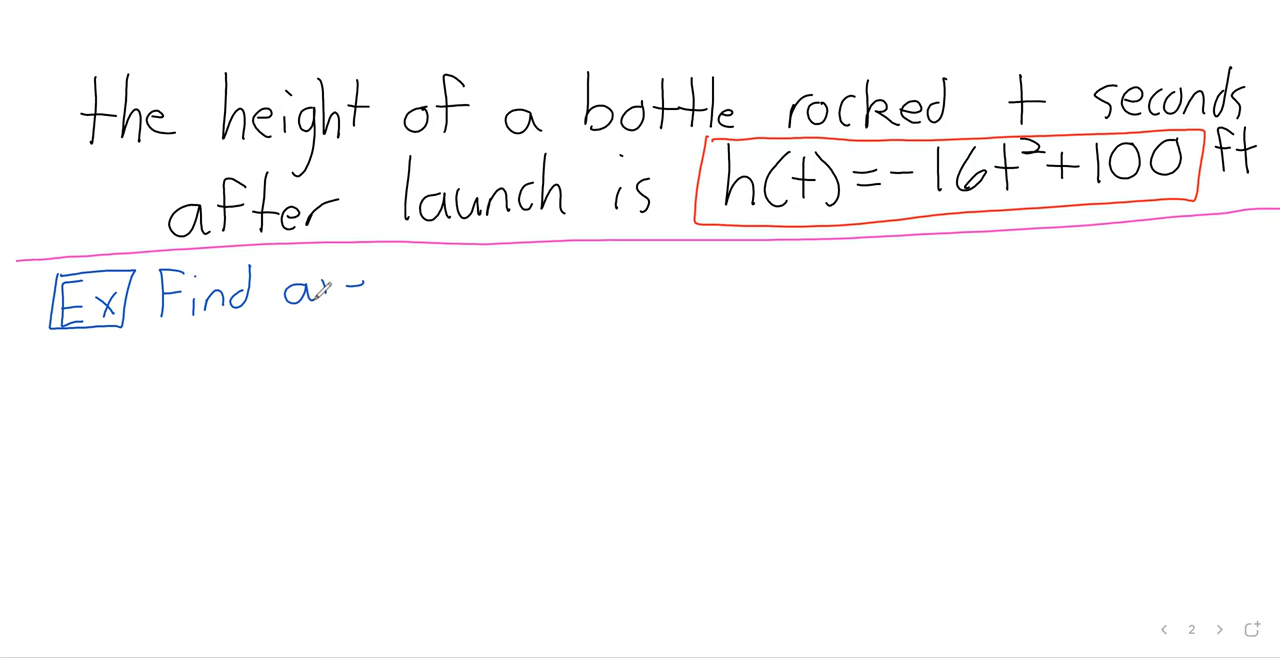 the height of a bottle rocked t seconds
after launch is h(t) = -16t² + 100 ft
Ex Find
2